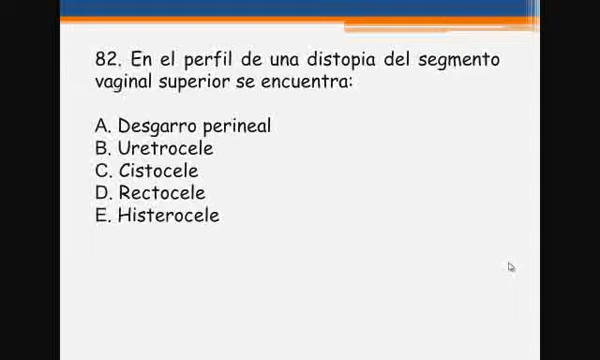 82. En el perfil de una distopia del segmento
vaginal superior se encuentra:
A. Desgarro perineal
B. Uretrocele
C. Cistocele
D. Rectocele
E. Histerocele